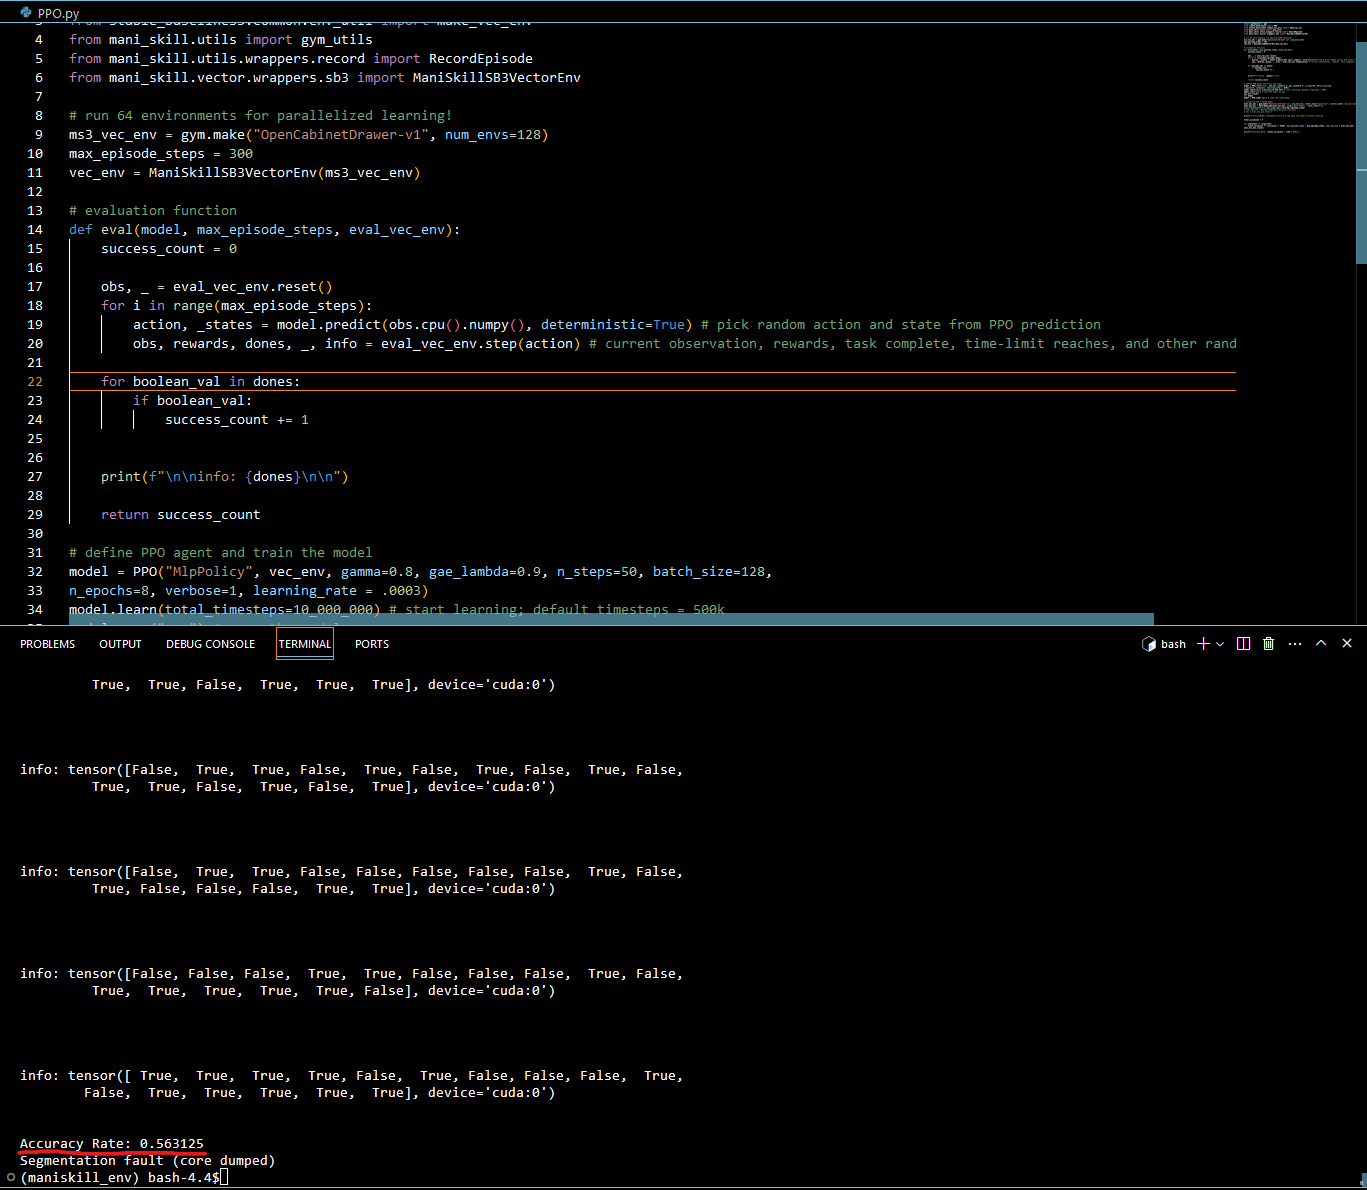 PPO.py
3 from stable_baselines3.common.env_util import make_vec_env
4 from mani_skill.utils import gym_utils
5 from mani_skill.utils.wrappers.record import RecordEpisode
6 from mani_skill.vector.wrappers.sb3 import ManiSkillSB3VectorEnv
7
8 # run 64 environments for parallelized learning!
9 ms3_vec_env = gym.make("OpenCabinetDrawer-v1", num_envs=128)
10 max_episode_steps = 300
11 vec_env = ManiSkillSB3VectorEnv(ms3_vec_env)
12
13 # evaluation function
14 def eval(model, max_episode_steps, eval_vec_env):
15 success_count = 0
16
17 obs, _ = eval_vec_env.reset()
18 for i in range(max_episode_steps):
19 action, _states = model.predict(obs.cpu().numpy(), deterministic=True) # pick random action and state from PPO prediction
20 obs, rewards, dones, _, info = eval_vec_env.step(action) # current observation, rewards, task complete, time-limit reaches, and other rand
21
22 for boolean_val in dones:
23 if boolean_val:
24 success_count += 1
25
26
27 print(f"\n\ninfo: {dones}\n\n")
28
29 return success_count
30
31 # define PPO agent and train the model
32 model = PPO("MlpPolicy", vec_env, gamma=0.8, gae_lambda=0.9, n_steps=50, batch_size=128,
33 n_epochs=8, verbose=1, learning_rate = .0003)
34 model.learn(total_timesteps=10_000_000) # start learning; default timesteps = 500k
PROBLEMS OUTPUT DEBUG CONSOLE TERMINAL PORTS bash
True, True, False, True, True, True], device='cuda:0')
info: tensor([False, True, True, False, True, False, True, False, True, False,
True, True, False, True, False, True], device='cuda:0')
info: tensor([False, True, True, False, False, False, False, False, True, False,
True, False, False, False, True, True], device='cuda:0')
info: tensor([False, False, False, True, True, False, False, False, True, False,
True, True, True, True, True, False], device='cuda:0')
info: tensor([ True, True, True, True, False, True, False, False, False, True,
False, True, True, True, True, True], device='cuda:0')
Accuracy Rate: 0.563125
Segmentation fault (core dumped)
(maniskill_env) bash-4.4$